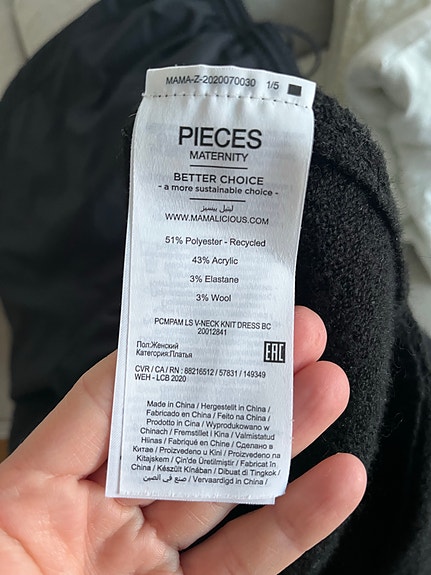 MAMA-Z-2020070030 1/5
PIECES
MATERNITY
BETTER CHOICE
- a more sustainable choice -
ليتيل بييسيز
WWW.MAMALICIOUS.COM
51% Polyester - Recycled
43% Acrylic
3% Elastane
3% Wool
PCMPAM LS V-NECK KNIT DRESS BC
20012841
Пол:Женский
Категория:Платья
EAC
CVR / CA / RN : 88216512 / 57831 / 149349
WEH - LCB 2020
Made in China / Hergestellt in China /
Fabricado en China / Feito na China /
Prodotto in Cina / Wyprodukowano w
Chinach / Fremstillet i Kina / Valmistatud
Hiinas / Fabriqué en Chine / Сделано в
Китае / Proizvedeno u Kini / Proizvedeno na
Kitajskem / Çin'de Üretilmiştir / Fabricat în
China / Készült Kínában / Dibuat di Tingkok /
China / صنع في الصين / Vervaardigd in China /